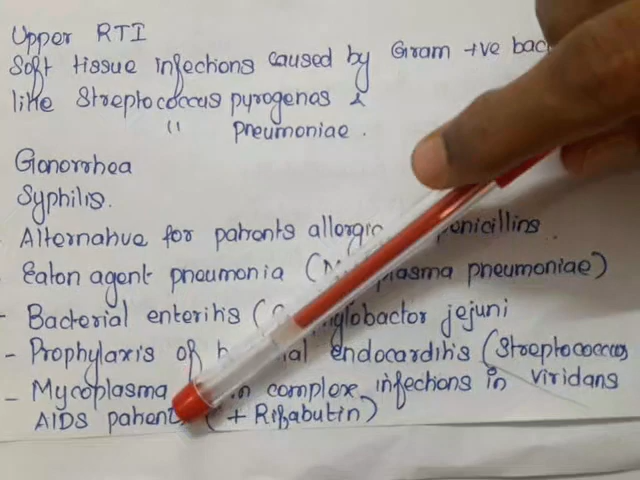 Upper RTI
Soft tissue infections caused by Gram +ve bac
like Streptococcus pyrogenas &
" pneumoniae.
Gonorrhoea
Syphilis.
Alternative for patients allergic penicillins
Eaton agent pneumonia ( plasma pneumoniae)
- Bacterial enteritis ( lobactor jejuni
- Prophylaxis of endocarditis (Streptococcus
- Mycoplasma complex infections in viridans
AIDS patient (+ Rifabutin)